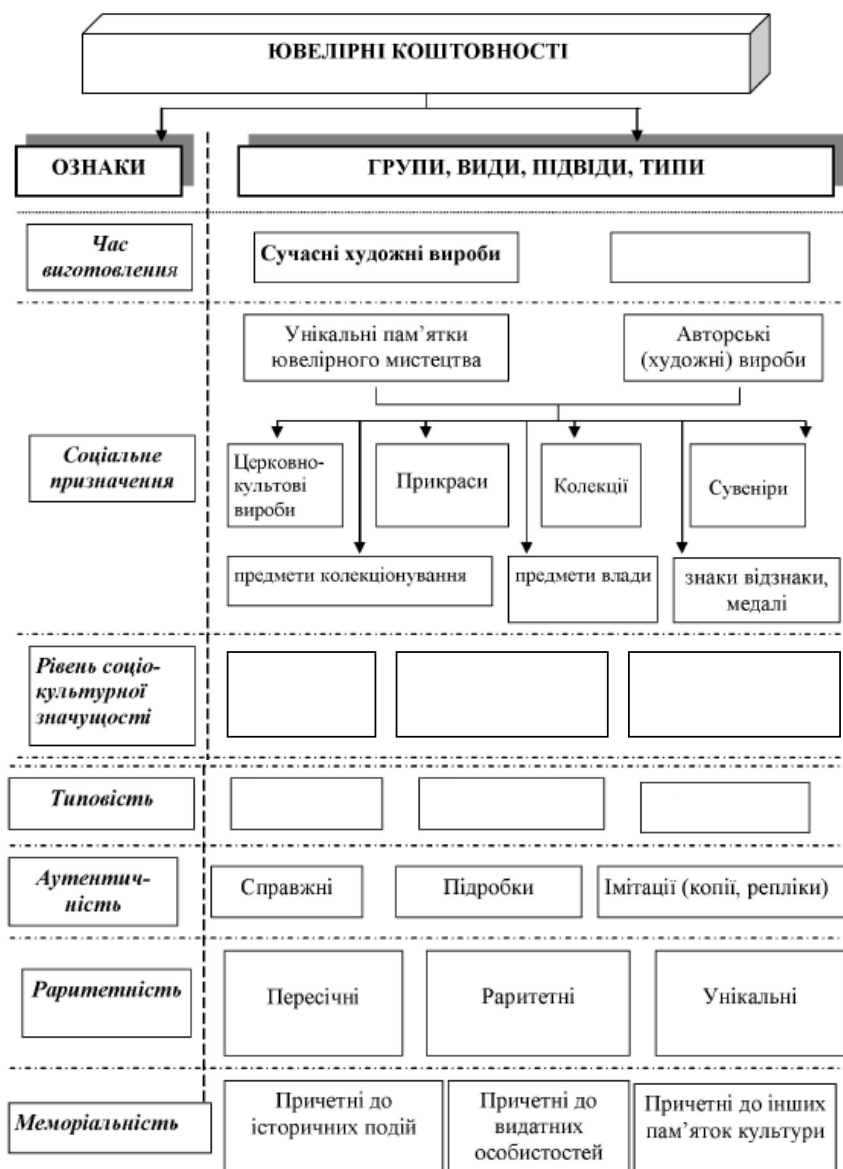 ЮВЕЛІРНІ КОШТОВНОСТІ
ОЗНАКИ
ГРУПИ, ВИДИ, ПІДВІДИ, ТИПИ
Час
виготовлення
Сучасні художні вироби
Соціальне
призначення
Унікальні пам’ятки
ювелірного мистецтва
Авторські
(художні) вироби
Церковно-
культові
вироби
Прикраси
Колекції
Сувеніри
предмети колекціонування
предмети влади
знаки відзнаки,
медалі
Рівень соціо-
культурної
значущості
Типовість
Аутентич-
ність
Справжні
Підробки
Імітації (копії, репліки)
Раритетність
Пересічні
Раритетні
Унікальні
Меморіальність
Причетні до
історичних подій
Причетні до
видатних
особистостей
Причетні до інших
пам’яток культури